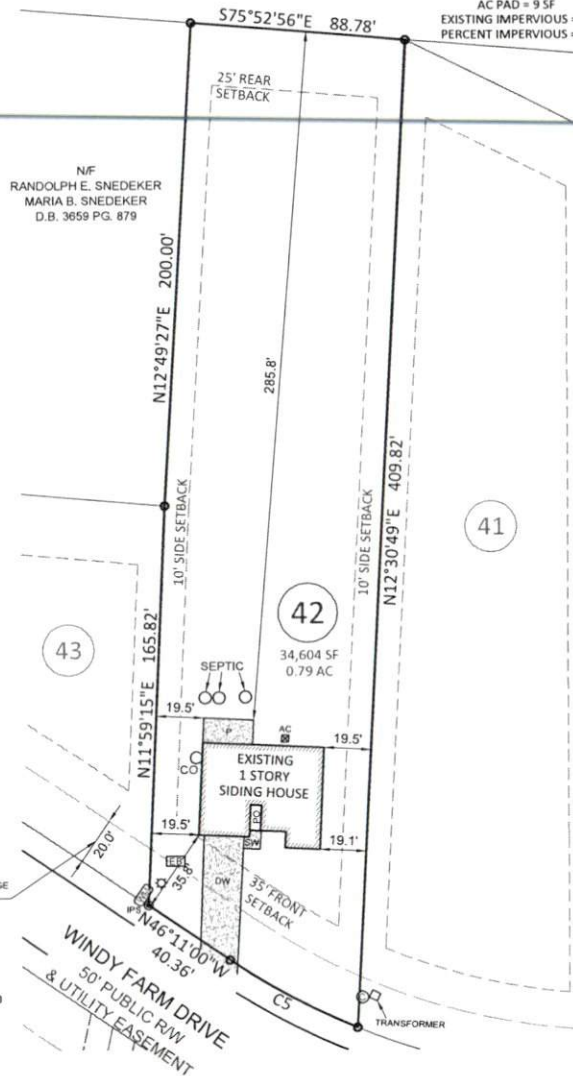 AC PAD = 9 SF
EXISTING IMPERVIOUS =
PERCENT IMPERVIOUS =
S75°52'56"E 88.78'
25' REAR
SETBACK
N/F
RANDOLPH E. SNEDEKER
MARIA B. SNEDEKER
D.B. 3659 PG. 879
N12°49'27"E 200.00'
285.8'
10' SIDE SETBACK
10' SIDE SETBACK
N12°30'49"E 409.82'
41
42
34,604 SF
0.79 AC
43
N11°59'15"E 165.82'
SEPTIC
19.5'
P
AC
19.5'
CO
EXISTING
1 STORY
SIDING HOUSE
PO
SW
19.5'
19.1'
20.0'
EB
35.8'
DW
35' FRONT
SETBACK
IPS
N46°11'00"W
40.36'
C5
WINDY FARM DRIVE
50' PUBLIC R/W
& UTILITY EASEMENT
TRANSFORMER